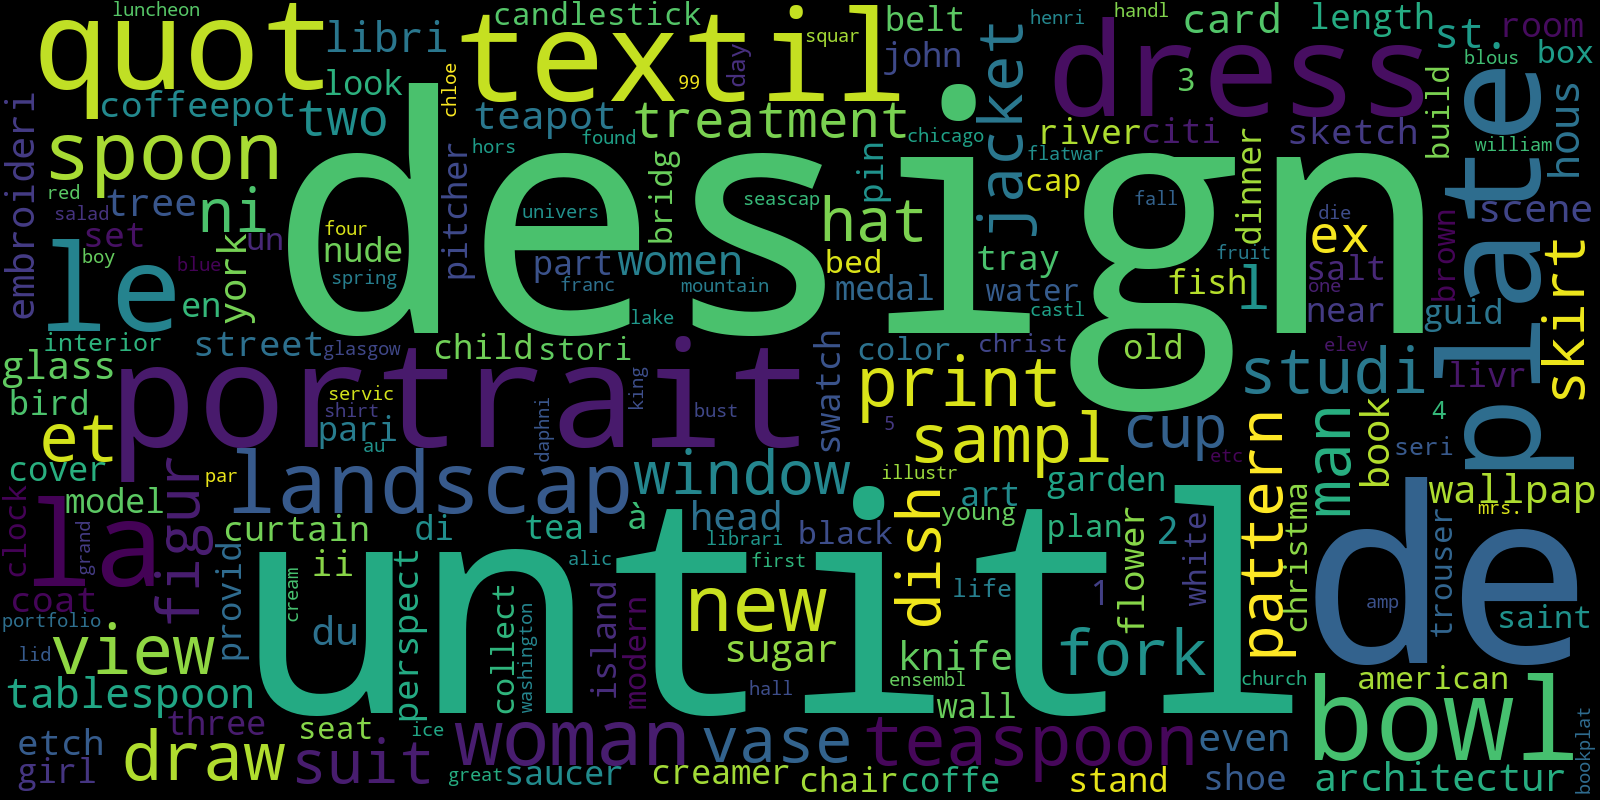 luncheon
candlestick
belt
henri
handl
card
length
st.
room
quot
libri
textil
squar
day
john
jacket
dress
3
build
blous
box
look
chloe
99
coffeepot
two
teapot
treatment
chicago
river
citi
sketch
plate
hous
william
embroideri
spoon
hors
found
pin
flatwar
red
tree
ni
design
pitcher
univers
bridg
seascap
hat
cap
dinner
fall
die
brown
scene
salad
set
un
four
nude
part
women
bed
tray
fish
fruit
ex
salt
boy
blue
york
spring
franc
mountain
medal
water
l
one
skirt
le
en
lake
castl
near
guid
interior
street
glasgow
child
stori
color
christ
old
elev
glass
portrait
king
swatch
print
studi
livr
bird
servic
shirt
pari
daphni
bust
5
cup
man
book
4
et
au
sampl
etc
seri
cover
par
landscap
window
illustr
garden
wallpap
clock
model
figur
à
dish
art
pattern
christma
mrs.
la
grand
curtain
di
tea
head
librari
black
young
plan
2
flower
white
trouser
de
provid
ii
untitl
alic
first
coat
cream
perspect
island
new
life
1
amp
portfolio
du
collect
washington
modern
sugar
knife
fork
saint
lid
view
ensembl
church
american
tablespoon
hall
wall
bowl
three
seat
ice
woman
vase
teaspoon
even
etch
draw
suit
bookplat
girl
great
saucer
creamer
chair
coffe
stand
shoe
architectur